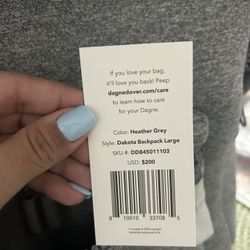 If you love your bag,
it'll love you back! Peep
dagnedover.com/care
to learn how to care
for your Dagne.
Color: Heather Grey
Style: Dakota Backpack Large
SKU #: DD845011103
USD: $200
8 10010 33708 5